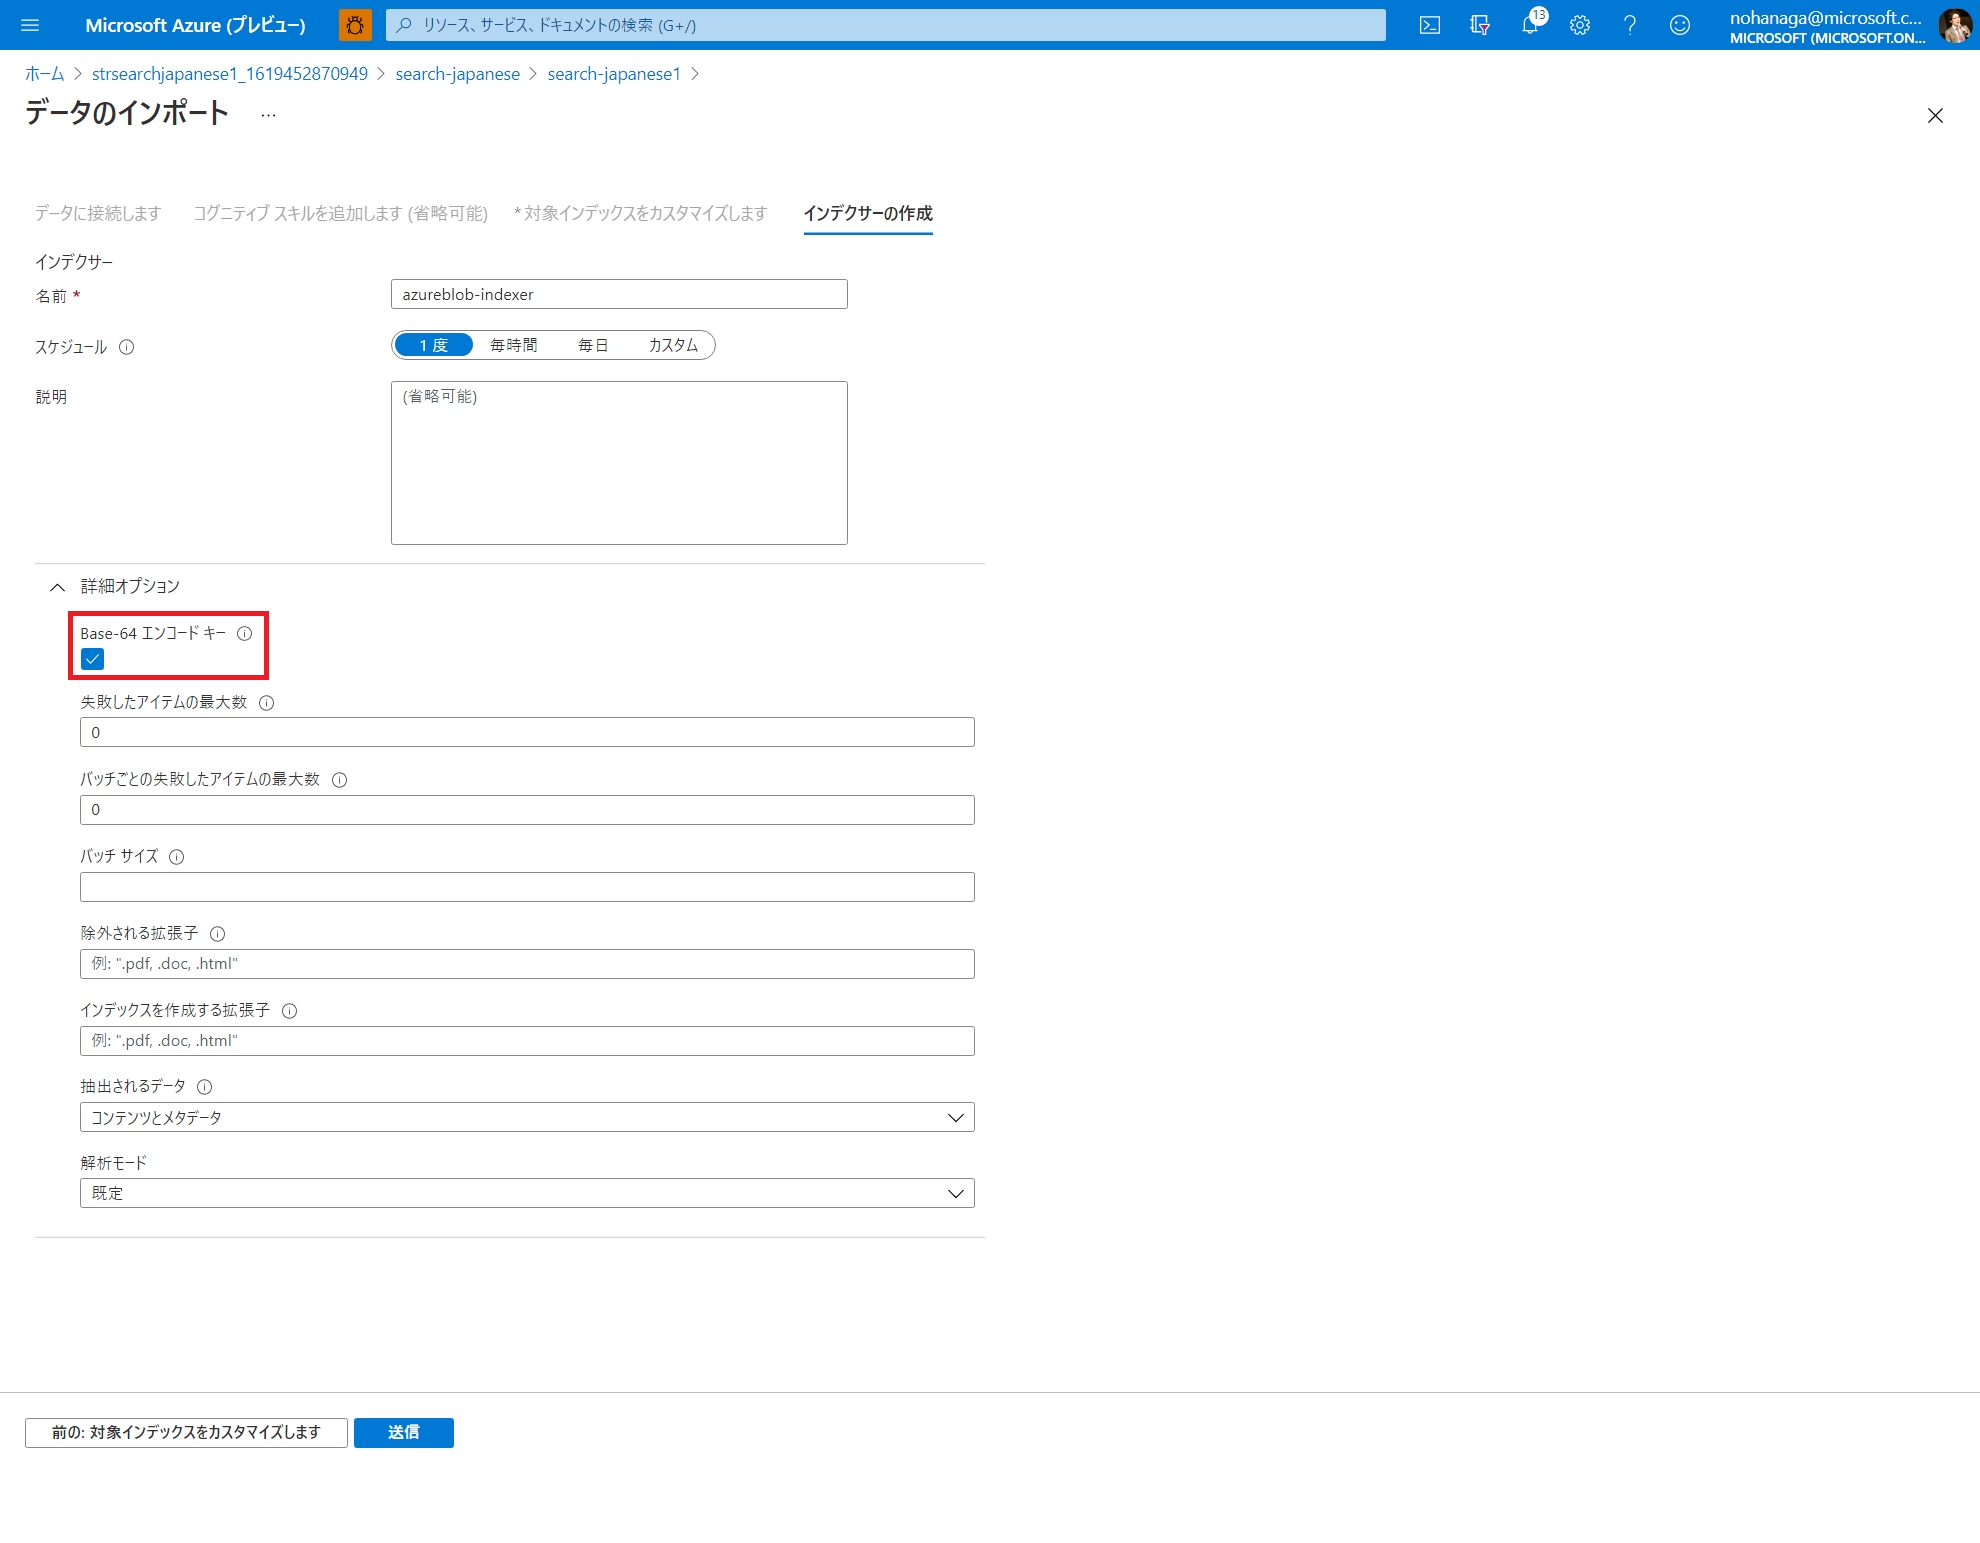 Microsoft Azure (プレビュー)
リソース、サービス、ドキュメントの検索 (G+/)
13
nohanaga@microsoft.c...
MICROSOFT (MICROSOFT.ON...
ホーム > strsearchjapanese1_1619452870949 > search-japanese > search-japanese1 >
データのインポート ...
データに接続します コグニティブ スキルを追加します (省略可能) * 対象インデックスをカスタマイズします インデクサーの作成
インデクサー
名前 *
azureblob-indexer
スケジュール
1 度 毎時間 毎日 カスタム
説明
(省略可能)
詳細オプション
Base-64 エンコード キー
失敗したアイテムの最大数
0
バッチごとの失敗したアイテムの最大数
0
バッチ サイズ
除外される拡張子
例: ".pdf, .doc, .html"
インデックスを作成する拡張子
例: ".pdf, .doc, .html"
抽出されるデータ
コンテンツとメタデータ
解析モード
既定
前の: 対象インデックスをカスタマイズします 送信